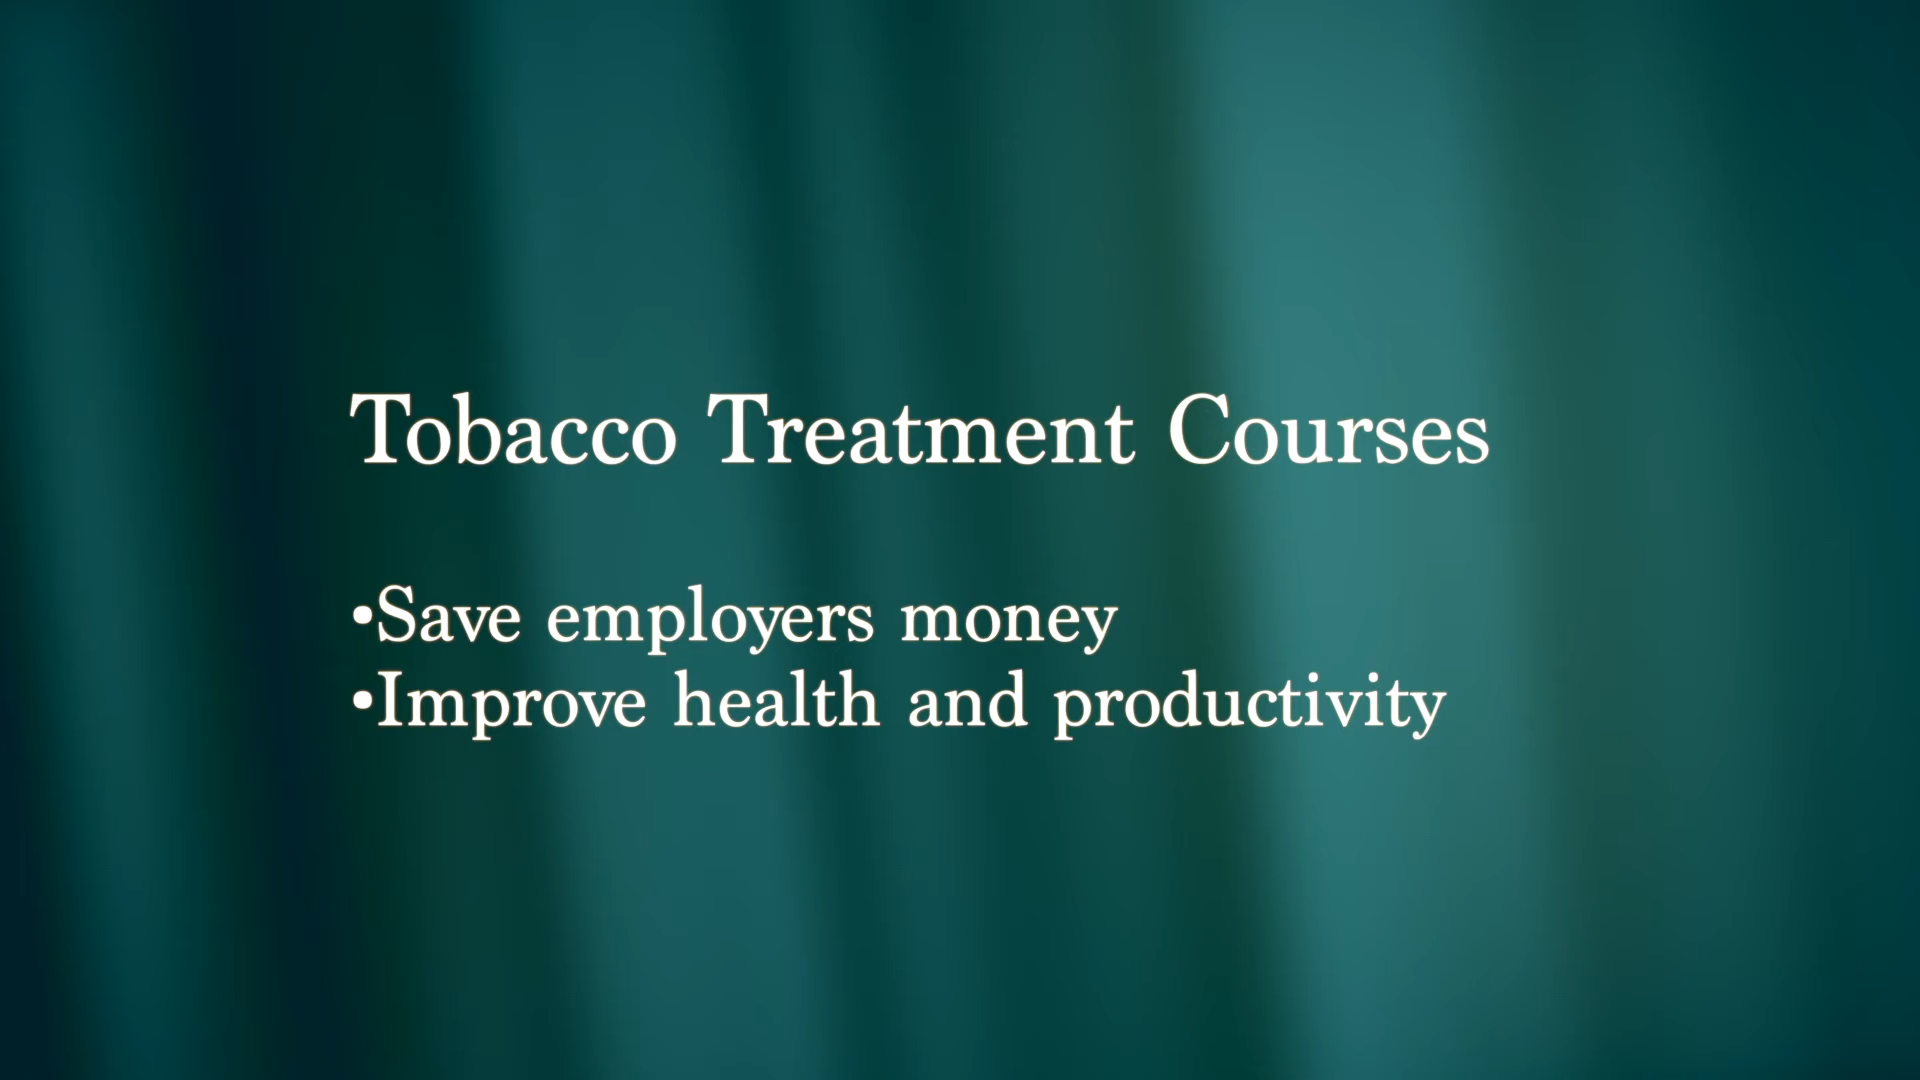 Tobacco Treatment Courses
•Save employers money
•Improve health and productivity